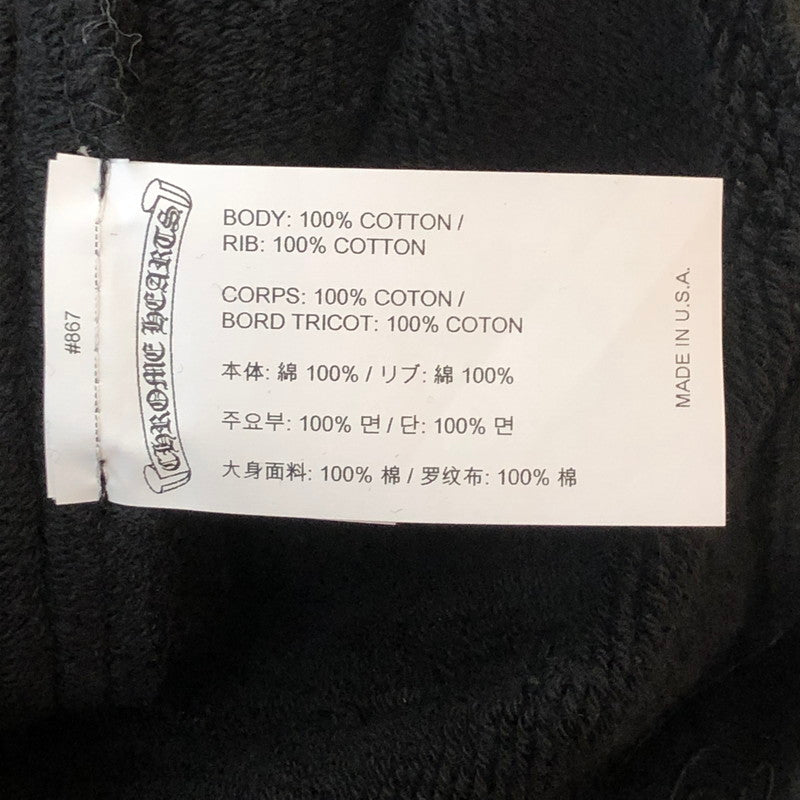 #867
CHROME HEARTS
BODY: 100% COTTON /
RIB: 100% COTTON
CORPS: 100% COTON /
BORD TRICOT: 100% COTON
本体: 綿 100% / リブ: 綿 100%
주요부: 100% 면 / 단: 100% 면
大身面料: 100% 棉 / 罗纹布: 100% 棉
MADE IN U.S.A.